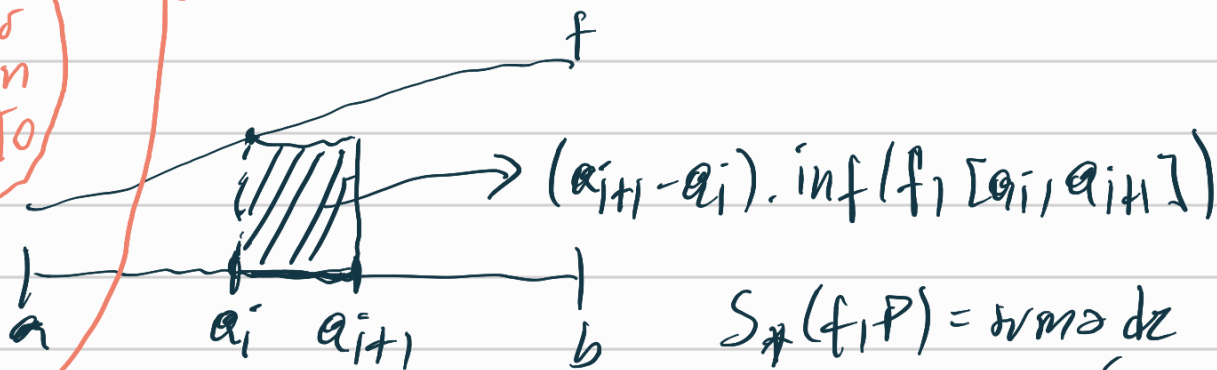 f
(a_{i+1} - a_i) . inf(f, [a_i, a_{i+1}])
a a_i a_{i+1} b
S_*(f, P) = suma de